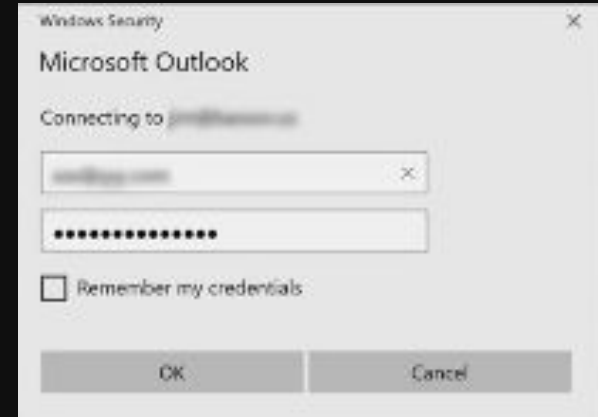 Windows Security
Microsoft Outlook
Connecting to
Remember my credentials
OK
Cancel